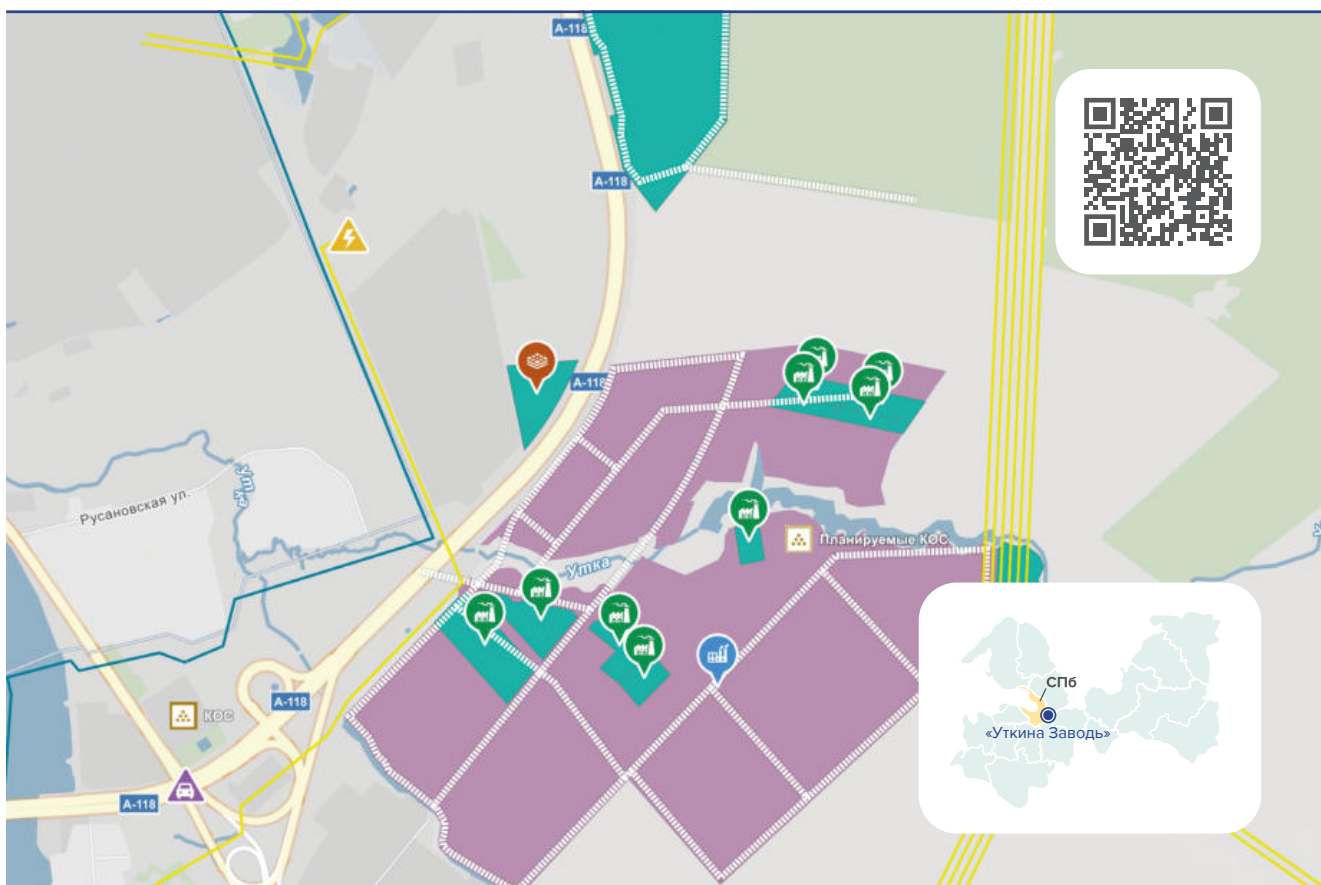 А-118
А-118
А-118
Русановская ул.
Утка
Планируемые КОС
Утка
СПб
«Уткина Заводь»
А-118
КОС
А-118